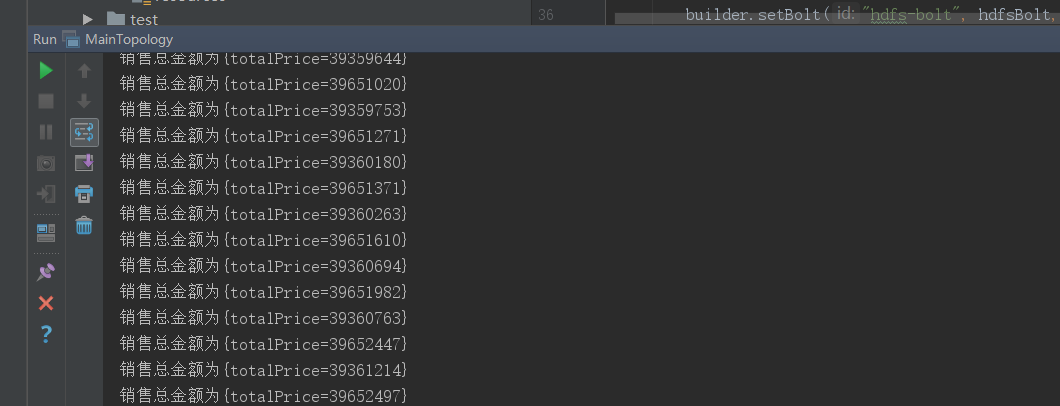 resources
test
36
builder.setBolt( id: "hdfs-bolt", hdfsBolt,
Run MainTopology
销售总金额为{totalPrice=39359644}
销售总金额为{totalPrice=39651020}
销售总金额为{totalPrice=39359753}
销售总金额为{totalPrice=39651271}
销售总金额为{totalPrice=39360180}
销售总金额为{totalPrice=39651371}
销售总金额为{totalPrice=39360263}
销售总金额为{totalPrice=39651610}
销售总金额为{totalPrice=39360694}
销售总金额为{totalPrice=39651982}
销售总金额为{totalPrice=39360763}
销售总金额为{totalPrice=39652447}
销售总金额为{totalPrice=39361214}
销售总金额为{totalPrice=39652497}